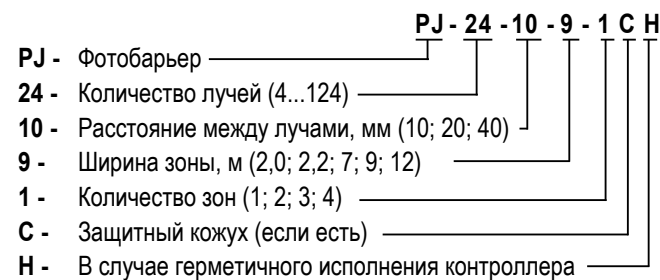 PJ - 24 - 10 - 9 - 1 C H
PJ - Фотобарьер
24 - Количество лучей (4...124)
10 - Расстояние между лучами, мм (10; 20; 40)
9 - Ширина зоны, м (2,0; 2,2; 7; 9; 12)
1 - Количество зон (1; 2; 3; 4)
C - Защитный кожух (если есть)
H - В случае герметичного исполнения контроллера